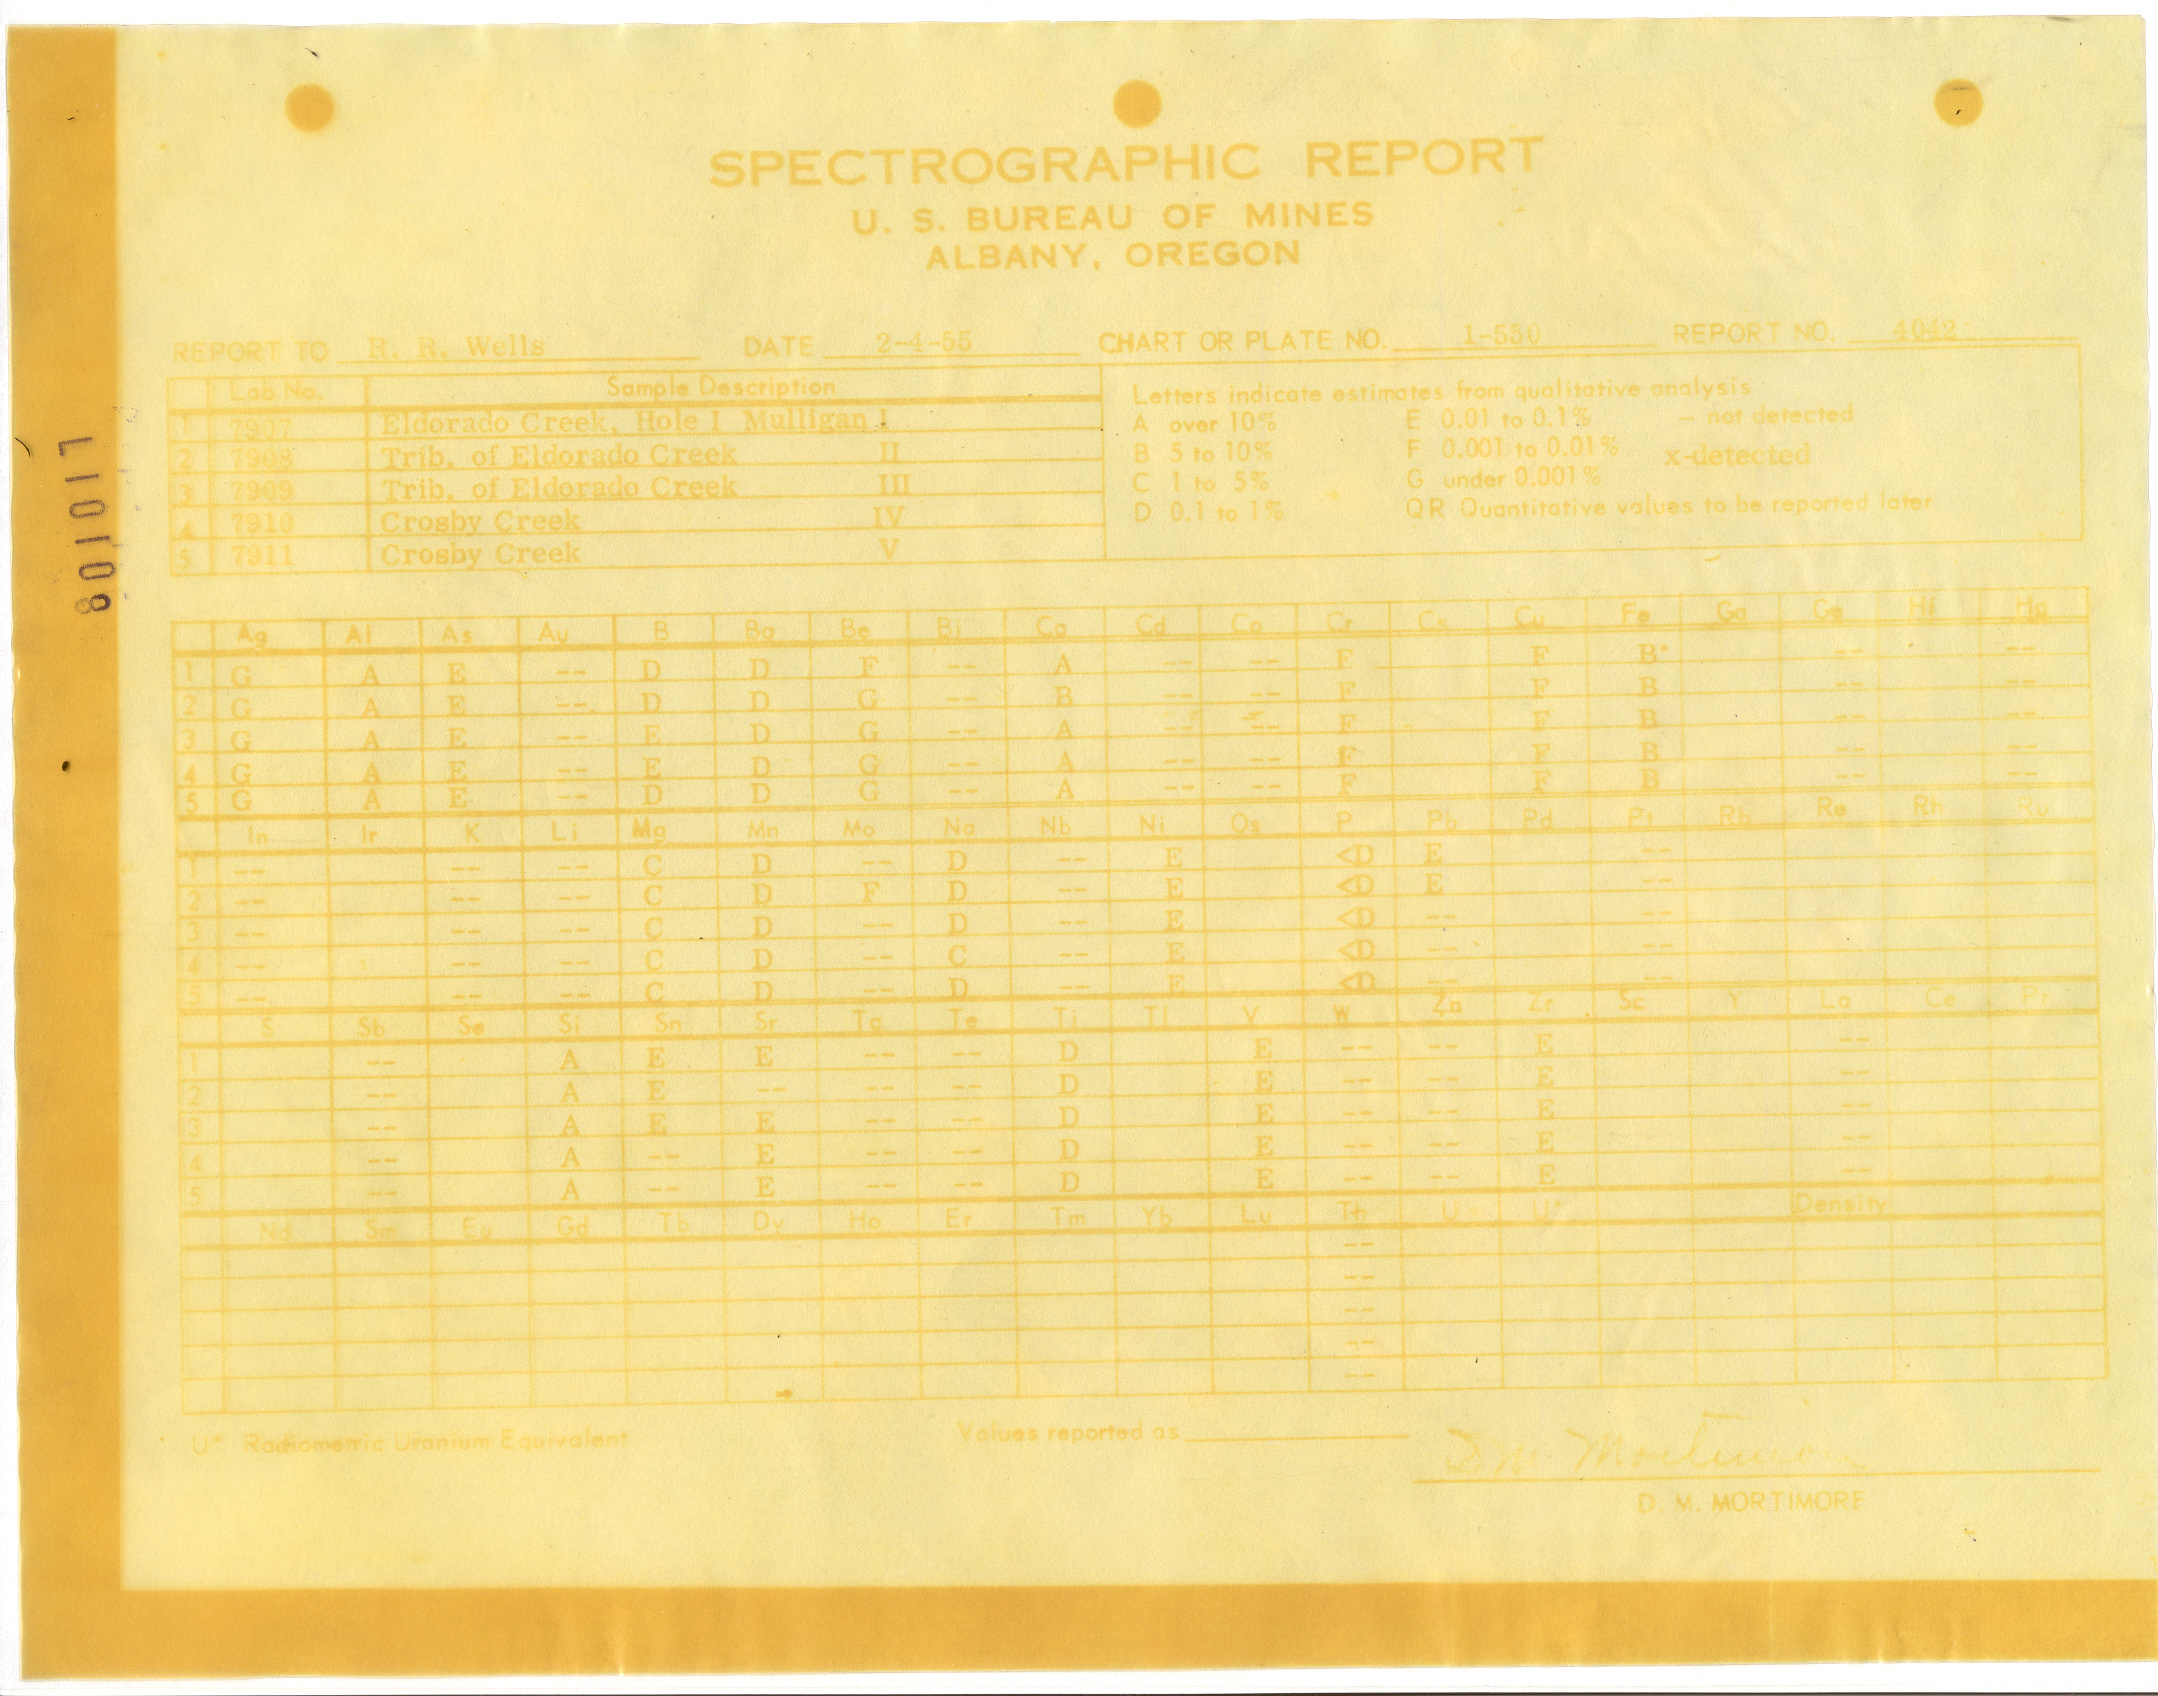 SPECTROGRAPHIC REPORT
U. S. BUREAU OF MINES
ALBANY, OREGON
REPORT TO R. R. Wells DATE 2-4-55 CHART OR PLATE NO. 1-550 REPORT NO. 4042
Lab No. Sample Description
1 7907 Eldorado Creek, Hole I Mulligan I
2 7908 Trib. of Eldorado Creek II
3 7909 Trib. of Eldorado Creek III
4 7910 Crosby Creek IV
5 7911 Crosby Creek V
Letters indicate estimates from qualitative analysis
A over 10% E 0.01 to 0.1% – not detected
B 5 to 10% F 0.001 to 0.01% x-detected
C 1 to 5% G under 0.001%
D 0.1 to 1% QR Quantitative values to be reported later
L10108
Ag Al As Au B Ba Be Bi Ca Cd Co Cr Cs Cu Fe Ga Ge Hf Hg
1 G A E -- D D F -- A -- -- F F B -- --
2 G A E -- D D G -- B -- -- F F B -- --
3 G A E -- E D G -- A -- -- F F B -- --
4 G A E -- E D G -- A -- -- F F B -- --
5 G A E -- D D G -- A -- -- F F B -- --
In Ir K Li Mg Mn Mo Na Nb Ni Os P Pb Pd Pt Rb Re Rh Ru
1 -- -- -- C D -- D -- E <D E --
2 -- -- -- C D F D -- E <D E --
3 -- -- -- C D -- D -- E <D -- --
4 -- -- -- C D -- C -- E <D -- --
5 -- -- -- C D -- D -- E <D -- --
S Sb Se Si Sn Sr Ta Te Ti Tl V W Zn Zr Sc Y La Ce Pr
1 -- A E E -- -- D E -- -- E --
2 -- A E -- -- -- D E -- -- E --
3 -- A E E -- -- D E -- -- E --
4 -- A -- E -- -- D E -- -- E --
5 -- A -- E -- -- D E -- -- E --
Nd Sm Eu Gd Tb Dy Ho Er Tm Yb Lu Th U U* Density
--
--
--
--
--
U* Radiometric Uranium Equivalent Values reported as
D M Mortimore
D. M. MORTIMORE